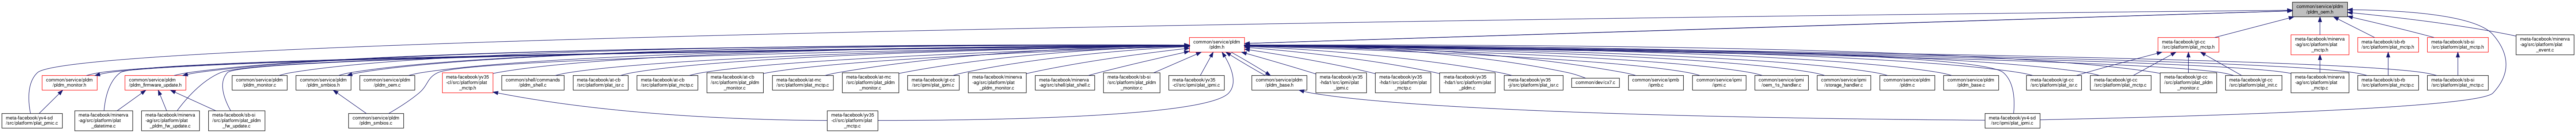 common/service/pldm
/pldm_oem.h
common/service/pldm
/pldm.h
meta-facebook/gt-cc
/src/platform/plat_mctp.h
meta-facebook/minerva
-ag/src/platform/plat
_mctp.h
meta-facebook/sb-rb
/src/platform/plat_mctp.h
meta-facebook/sb-si
/src/platform/plat_mctp.h
meta-facebook/minerva
-ag/src/platform/plat
_event.c
common/service/pldm
/pldm_monitor.h
common/service/pldm
/pldm_firmware_update.h
common/service/pldm
/pldm_monitor.c
common/service/pldm
/pldm_smbios.h
common/service/pldm
/pldm_oem.c
meta-facebook/yv35
-cl/src/platform/plat
_mctp.h
common/shell/commands
/pldm_shell.c
meta-facebook/at-cb
/src/platform/plat_isr.c
meta-facebook/at-cb
/src/platform/plat_mctp.c
meta-facebook/at-cb
/src/platform/plat_pldm
_monitor.c
meta-facebook/at-mc
/src/platform/plat_mctp.c
meta-facebook/at-mc
/src/platform/plat_pldm
_monitor.c
meta-facebook/gt-cc
/src/platform/plat_ipmi.c
meta-facebook/minerva
-ag/src/platform/plat
_pldm_monitor.c
meta-facebook/minerva
-ag/src/shell/plat_shell.c
meta-facebook/sb-si
/src/platform/plat_pldm
_monitor.c
meta-facebook/yv35
-cl/src/ipmi/plat_ipmi.c
common/service/pldm
/pldm_base.h
meta-facebook/yv35
-hda1/src/ipmi/plat
_ipmi.c
meta-facebook/yv35
-hda1/src/platform/plat
_mctp.c
meta-facebook/yv35
-hda1/src/platform/plat
_pldm.c
meta-facebook/yv35
-jr/src/platform/plat_isr.c
common/dev/cx7.c
common/service/ipmb
/ipmb.c
common/service/ipmi
/ipmi.c
common/service/ipmi
/oem_1s_handler.c
common/service/ipmi
/storage_handler.c
common/service/pldm
/pldm.c
common/service/pldm
/pldm_base.c
meta-facebook/gt-cc
/src/platform/plat_isr.c
meta-facebook/gt-cc
/src/platform/plat_mctp.c
meta-facebook/gt-cc
/src/platform/plat_pldm
_monitor.c
meta-facebook/gt-cc
/src/platform/plat_init.c
meta-facebook/minerva
-ag/src/platform/plat
_mctp.c
meta-facebook/sb-rb
/src/platform/plat_mctp.c
meta-facebook/sb-si
/src/platform/plat_mctp.c
meta-facebook/yv4-sd
/src/platform/plat_pmic.c
meta-facebook/minerva
-ag/src/platform/plat
_datetime.c
meta-facebook/minerva
-ag/src/platform/plat
_pldm_fw_update.c
meta-facebook/sb-si
/src/platform/plat_pldm
_fw_update.c
common/service/pldm
/pldm_smbios.c
meta-facebook/yv35
-cl/src/platform/plat
_mctp.c
meta-facebook/yv4-sd
/src/ipmi/plat_ipmi.c